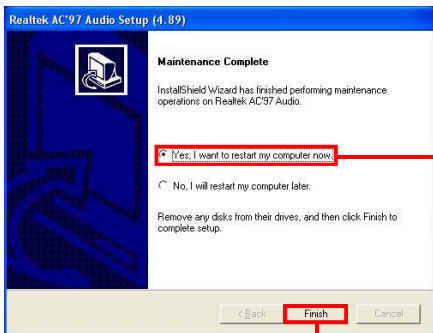 Realtek AC'97 Audio Setup (4.89)
Maintenance Complete
InstallShield Wizard has finished performing maintenance
operations on Realtek AC'97 Audio.
Yes, I want to restart my computer now.
No, I will restart my computer later.
Remove any disks from their drives, and then click Finish to
complete setup.
< Back
Finish
Cancel